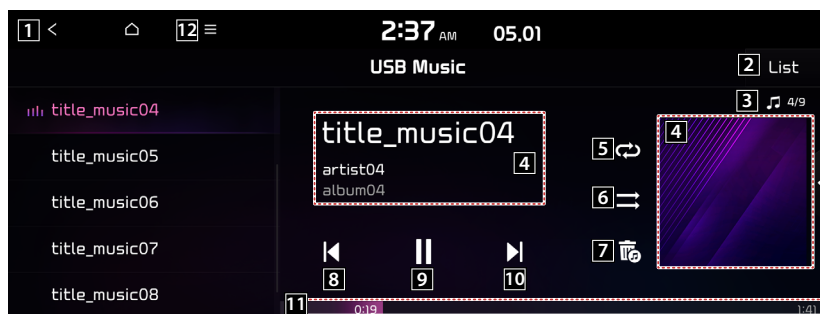 1 < 12 2:37 AM 05.01
USB Music 2 List
3 4/9
title_music04
title_music05
title_music06
title_music07
title_music08
title_music04 4
artist04
album04
5
6
7
4
8 9 10
11 0:19 1:41